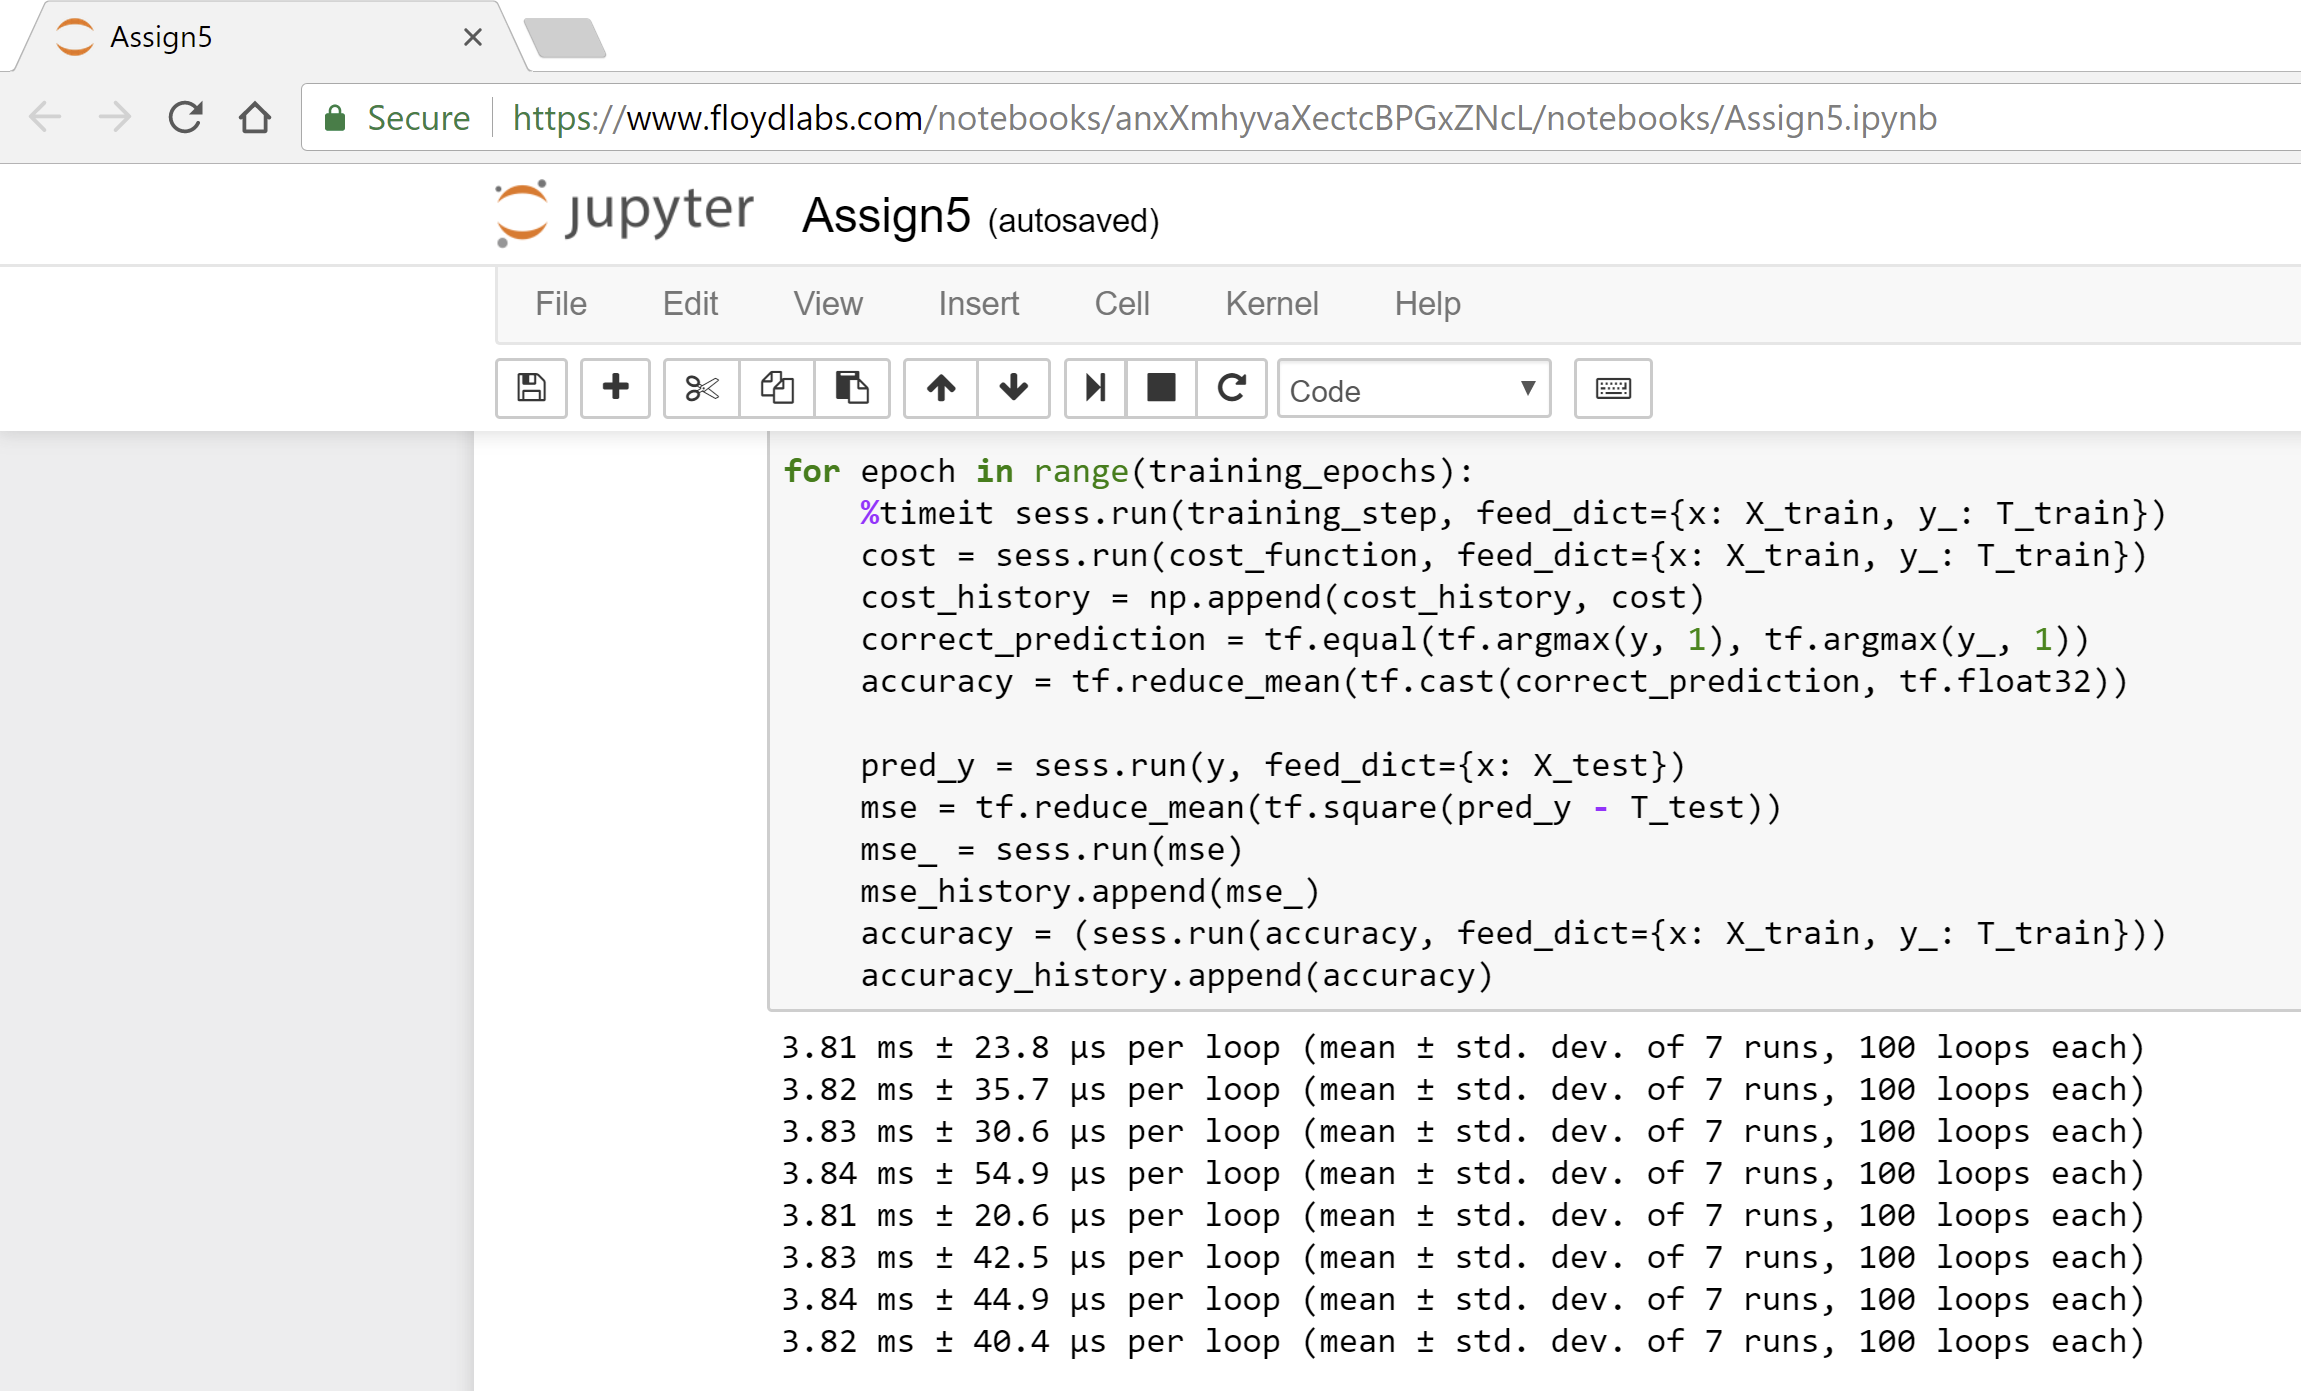 Assign5
Secure https://www.floydlabs.com/notebooks/anxXmhyvaXectcBPGxZNcL/notebooks/Assign5.ipynb
jupyter Assign5 (autosaved)
File Edit View Insert Cell Kernel Help
Code
for epoch in range(training_epochs):
    %timeit sess.run(training_step, feed_dict={x: X_train, y_: T_train})
    cost = sess.run(cost_function, feed_dict={x: X_train, y_: T_train})
    cost_history = np.append(cost_history, cost)
    correct_prediction = tf.equal(tf.argmax(y, 1), tf.argmax(y_, 1))
    accuracy = tf.reduce_mean(tf.cast(correct_prediction, tf.float32))
    pred_y = sess.run(y, feed_dict={x: X_test})
    mse = tf.reduce_mean(tf.square(pred_y - T_test))
    mse_ = sess.run(mse)
    mse_history.append(mse_)
    accuracy = (sess.run(accuracy, feed_dict={x: X_train, y_: T_train}))
    accuracy_history.append(accuracy)
3.81 ms ± 23.8 µs per loop (mean ± std. dev. of 7 runs, 100 loops each)
3.82 ms ± 35.7 µs per loop (mean ± std. dev. of 7 runs, 100 loops each)
3.83 ms ± 30.6 µs per loop (mean ± std. dev. of 7 runs, 100 loops each)
3.84 ms ± 54.9 µs per loop (mean ± std. dev. of 7 runs, 100 loops each)
3.81 ms ± 20.6 µs per loop (mean ± std. dev. of 7 runs, 100 loops each)
3.83 ms ± 42.5 µs per loop (mean ± std. dev. of 7 runs, 100 loops each)
3.84 ms ± 44.9 µs per loop (mean ± std. dev. of 7 runs, 100 loops each)
3.82 ms ± 40.4 µs per loop (mean ± std. dev. of 7 runs, 100 loops each)